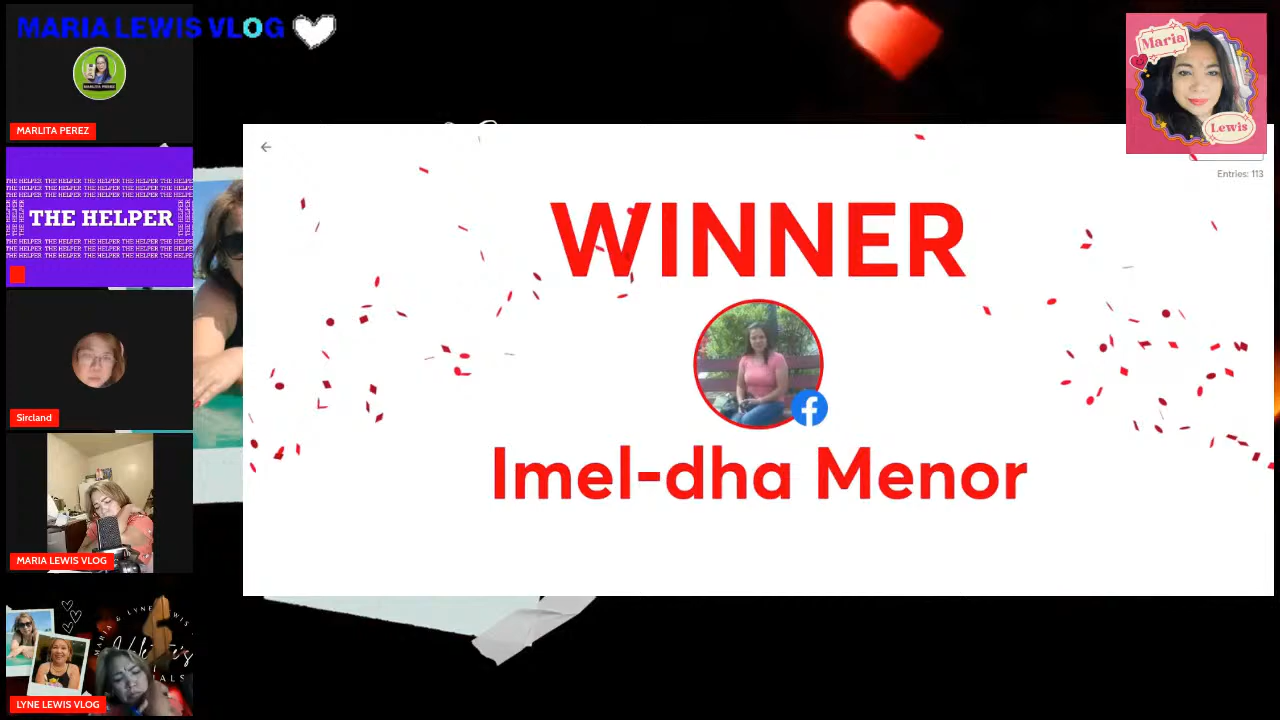 MARIA LEWIS VLOG
MARLITA PEREZ
THE HELPER
Sircland
MARIA LEWIS VLOG
LYNE LEWIS VLOG
Maria
Lewis
Entries: 113
WINNER
Imel-dha Menor